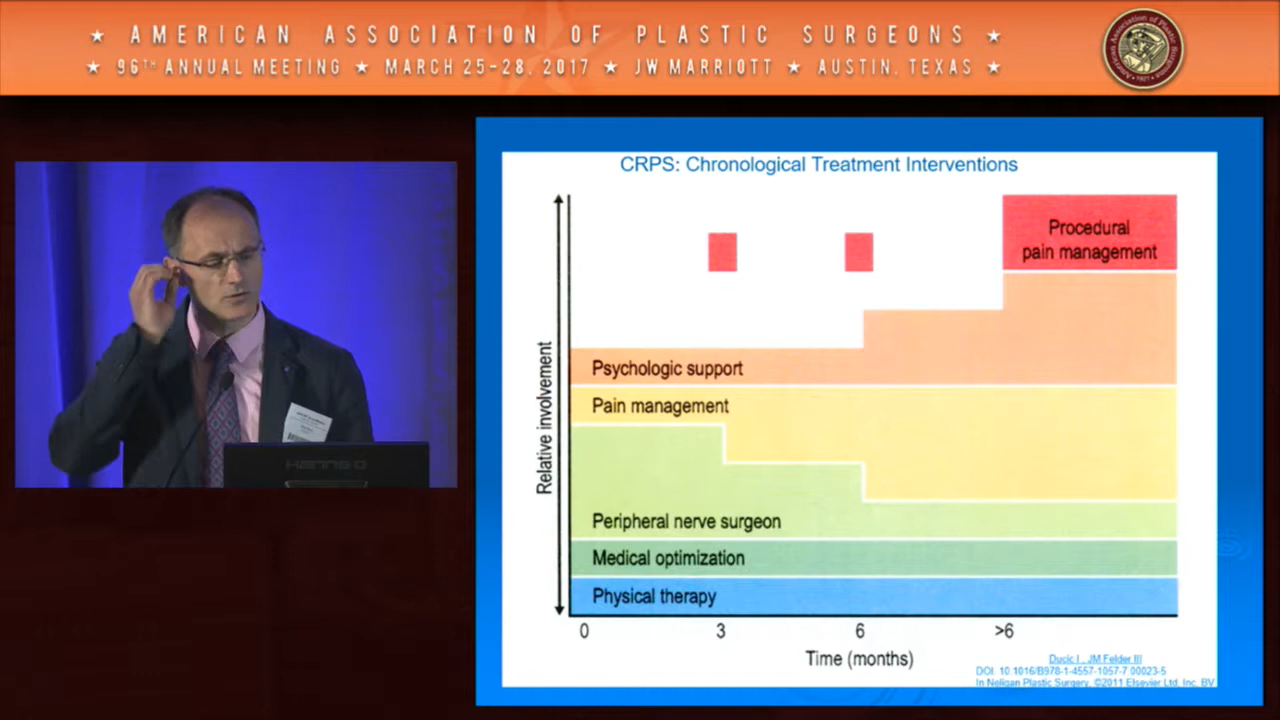 ★ AMERICAN ASSOCIATION OF PLASTIC SURGEONS ★
★ 96TH ANNUAL MEETING ★ MARCH 25-28, 2017 ★ JW MARRIOTT ★ AUSTIN, TEXAS ★
CRPS: Chronological Treatment Interventions
Procedural
pain management
Psychologic support
Pain management
Peripheral nerve surgeon
Medical optimization
Physical therapy
Relative involvement
0 3 6 >6
Time (months)
Ducic I , JM Felder III
DOI: 10.1016/B978-1-4557-1057-7.00023-5
In Neligan Plastic Surgery, ©2011 Elsevier Ltd, Inc. BV